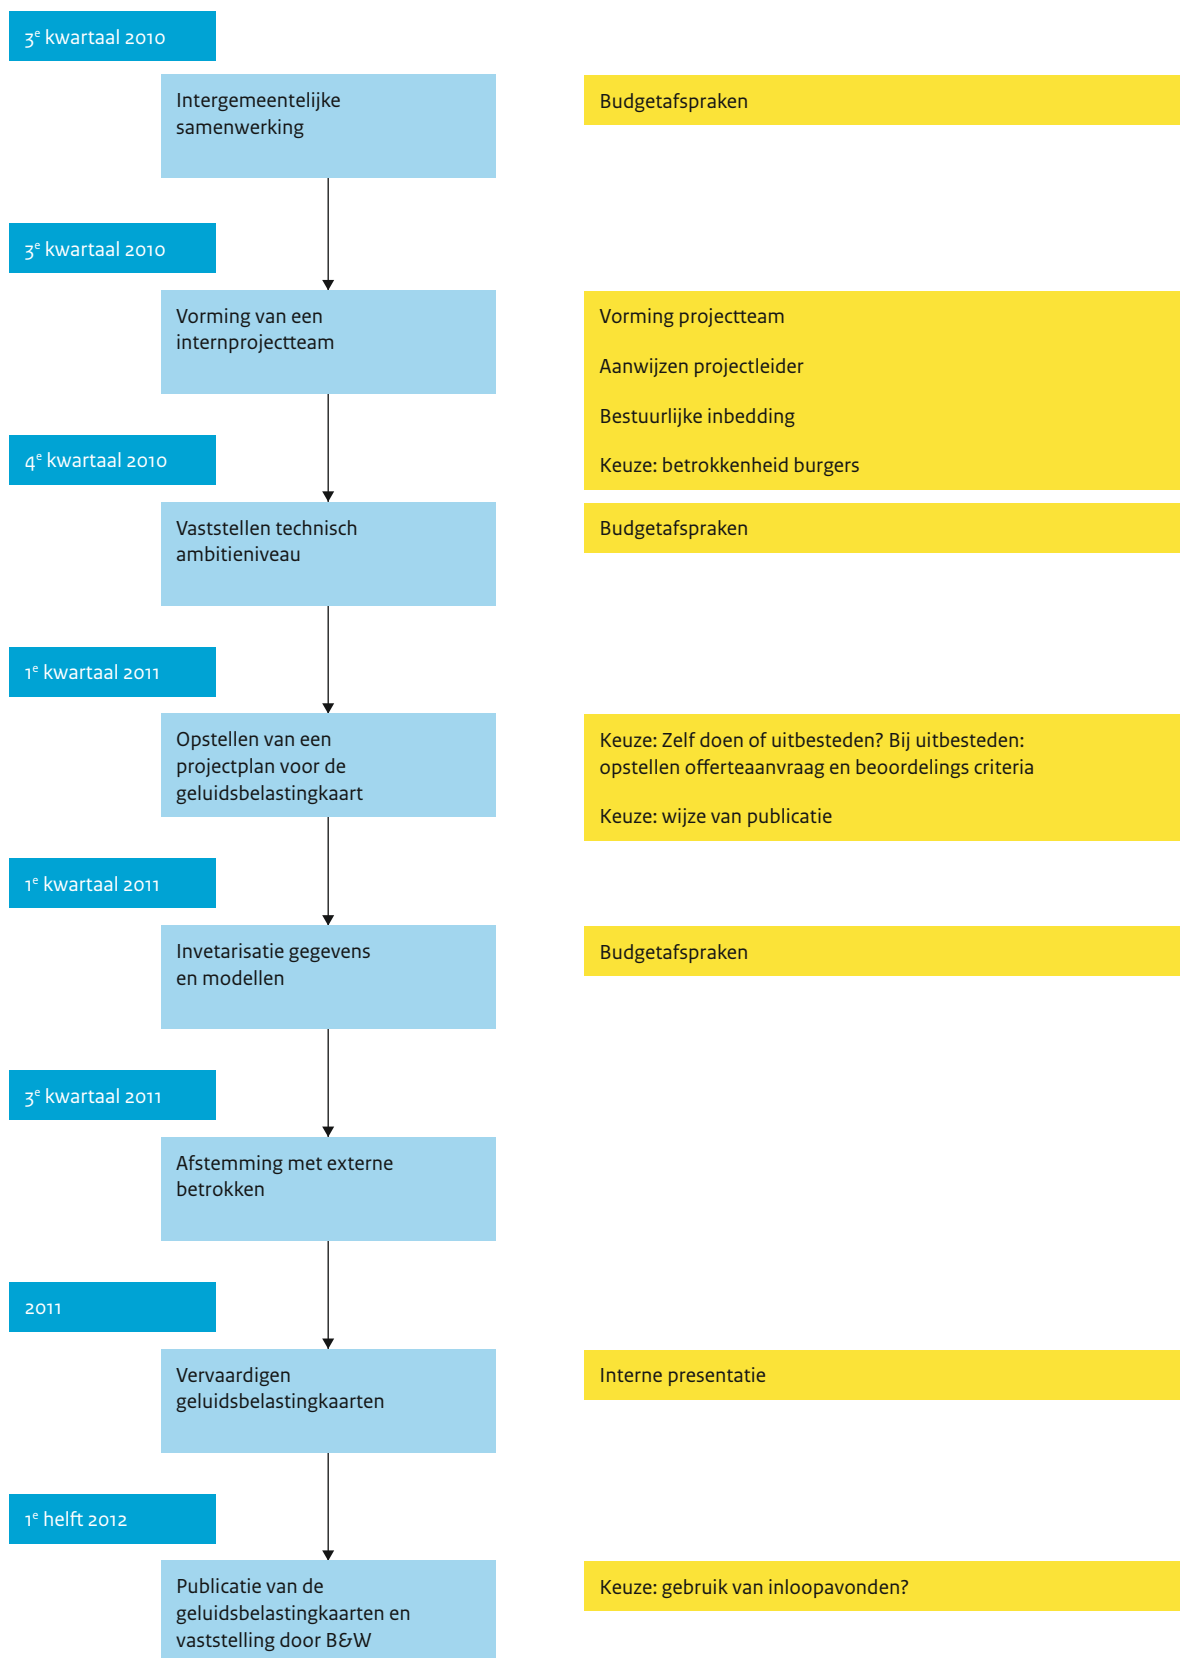 3e kwartaal 2010
Intergemeentelijke
samenwerking
Budgetafspraken
3e kwartaal 2010
Vorming van een
internprojectteam
Vorming projectteam
Aanwijzen projectleider
Bestuurlijke inbedding
Keuze: betrokkenheid burgers
4e kwartaal 2010
Vaststellen technisch
ambitieniveau
Budgetafspraken
1e kwartaal 2011
Opstellen van een
projectplan voor de
geluidsbelastingkaart
Keuze: Zelf doen of uitbesteden? Bij uitbesteden:
opstellen offerteaanvraag en beoordelings criteria
Keuze: wijze van publicatie
1e kwartaal 2011
Invetarisatie gegevens
en modellen
Budgetafspraken
3e kwartaal 2011
Afstemming met externe
betrokken
2011
Vervaardigen
geluidsbelastingkaarten
Interne presentatie
1e helft 2012
Publicatie van de
geluidsbelastingkaarten en
vaststelling door B&W
Keuze: gebruik van inloopavonden?